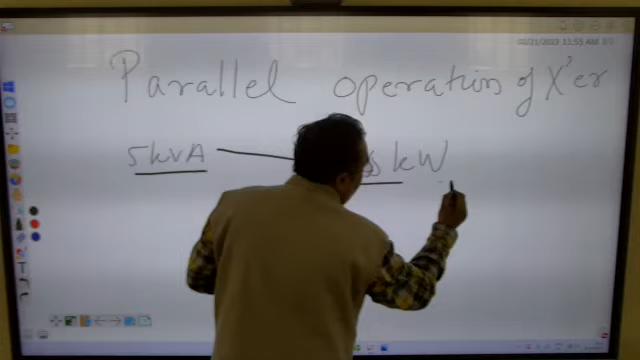 Parallel operation of X'er
5kVA — kW